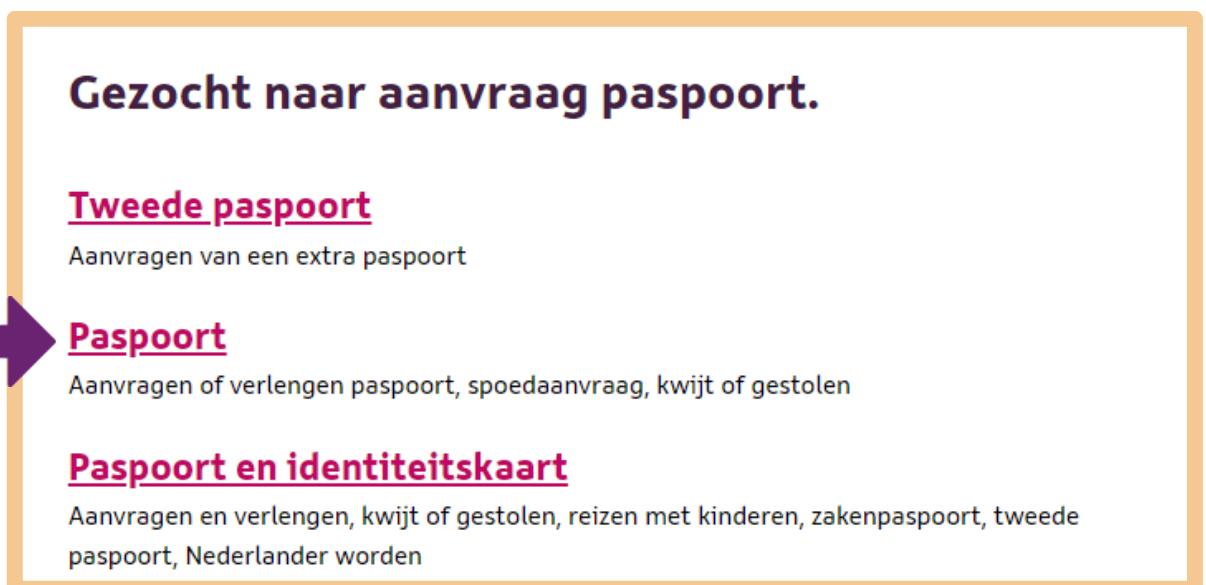 Gezocht naar aanvraag paspoort.
Tweede paspoort
Aanvragen van een extra paspoort
Paspoort
Aanvragen of verlengen paspoort, spoedaanvraag, kwijt of gestolen
Paspoort en identiteitskaart
Aanvragen en verlengen, kwijt of gestolen, reizen met kinderen, zakenpaspoort, tweede
paspoort, Nederlander worden